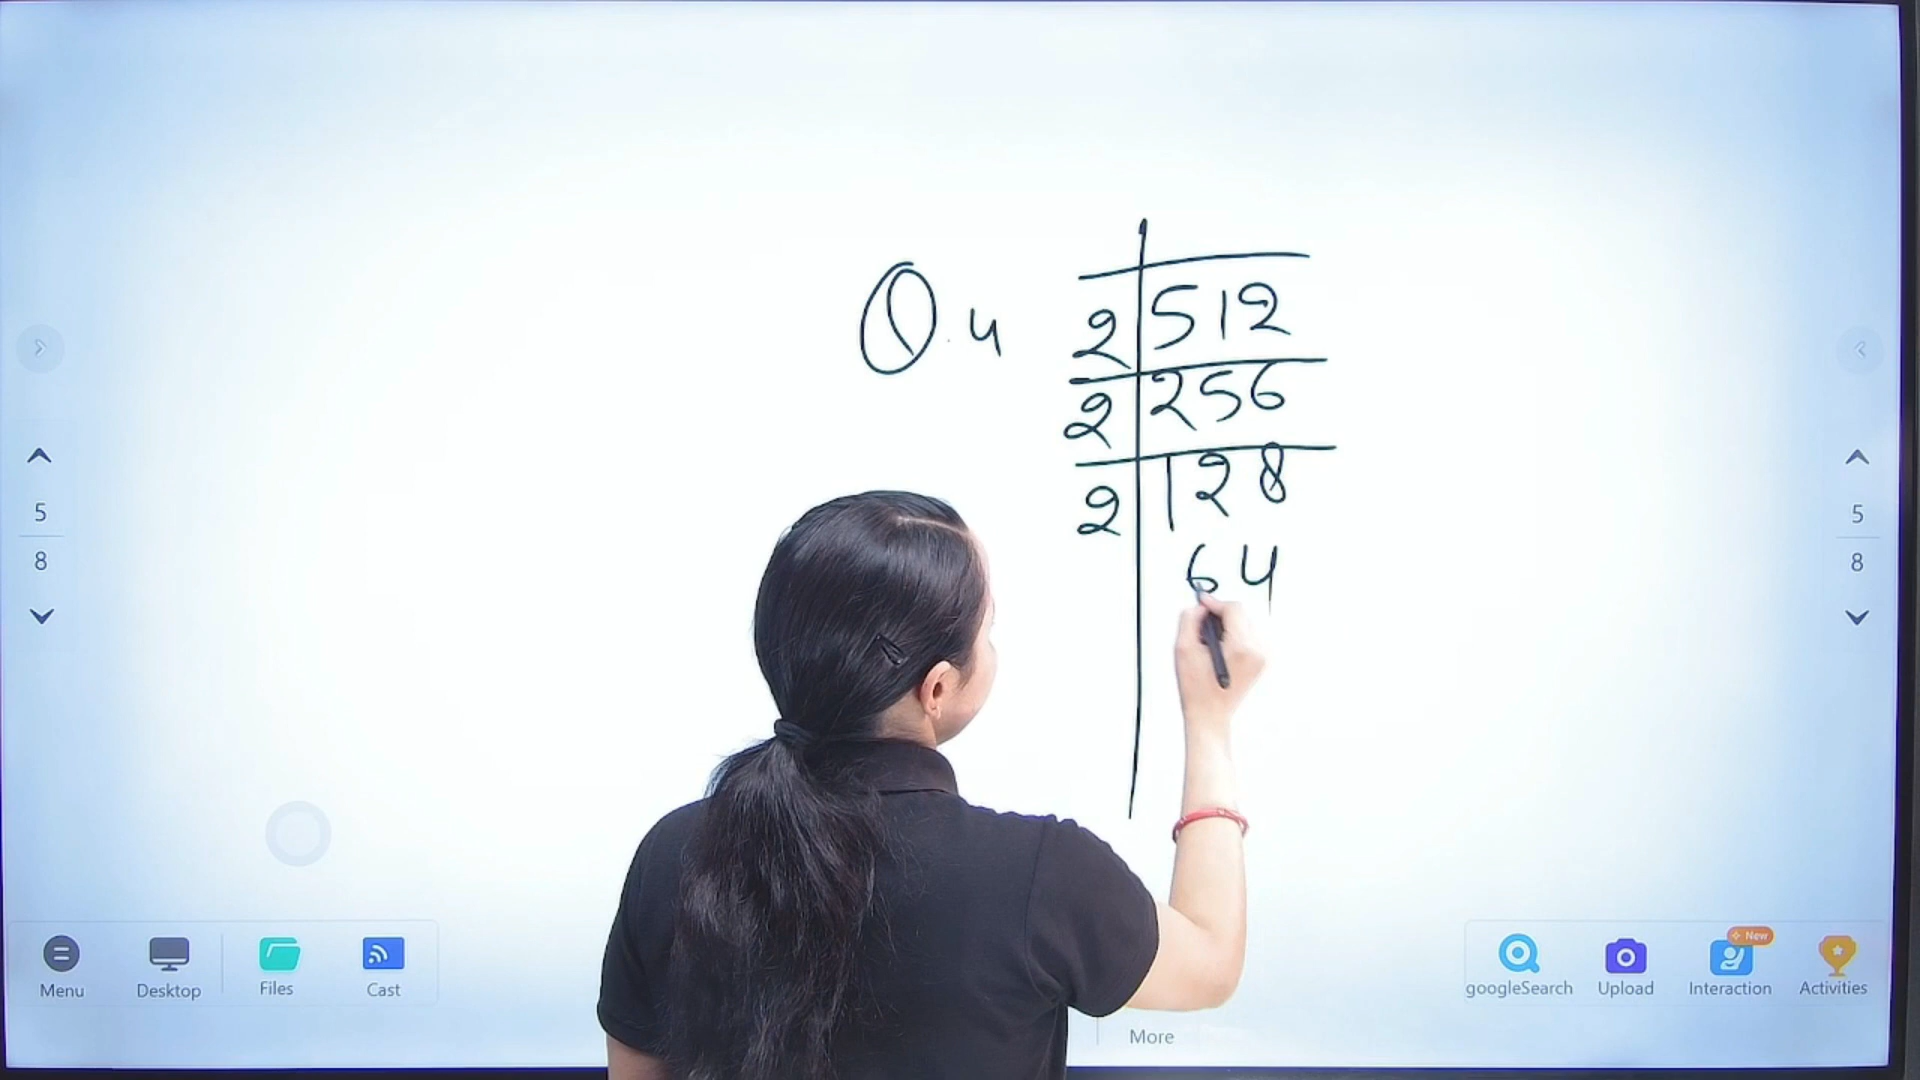 Q.4
2 | 512
2 | 256
2 | 128
64
5
8
5
8
Menu
Desktop
Files
Cast
googleSearch
Upload
New
Interaction
Activities
More